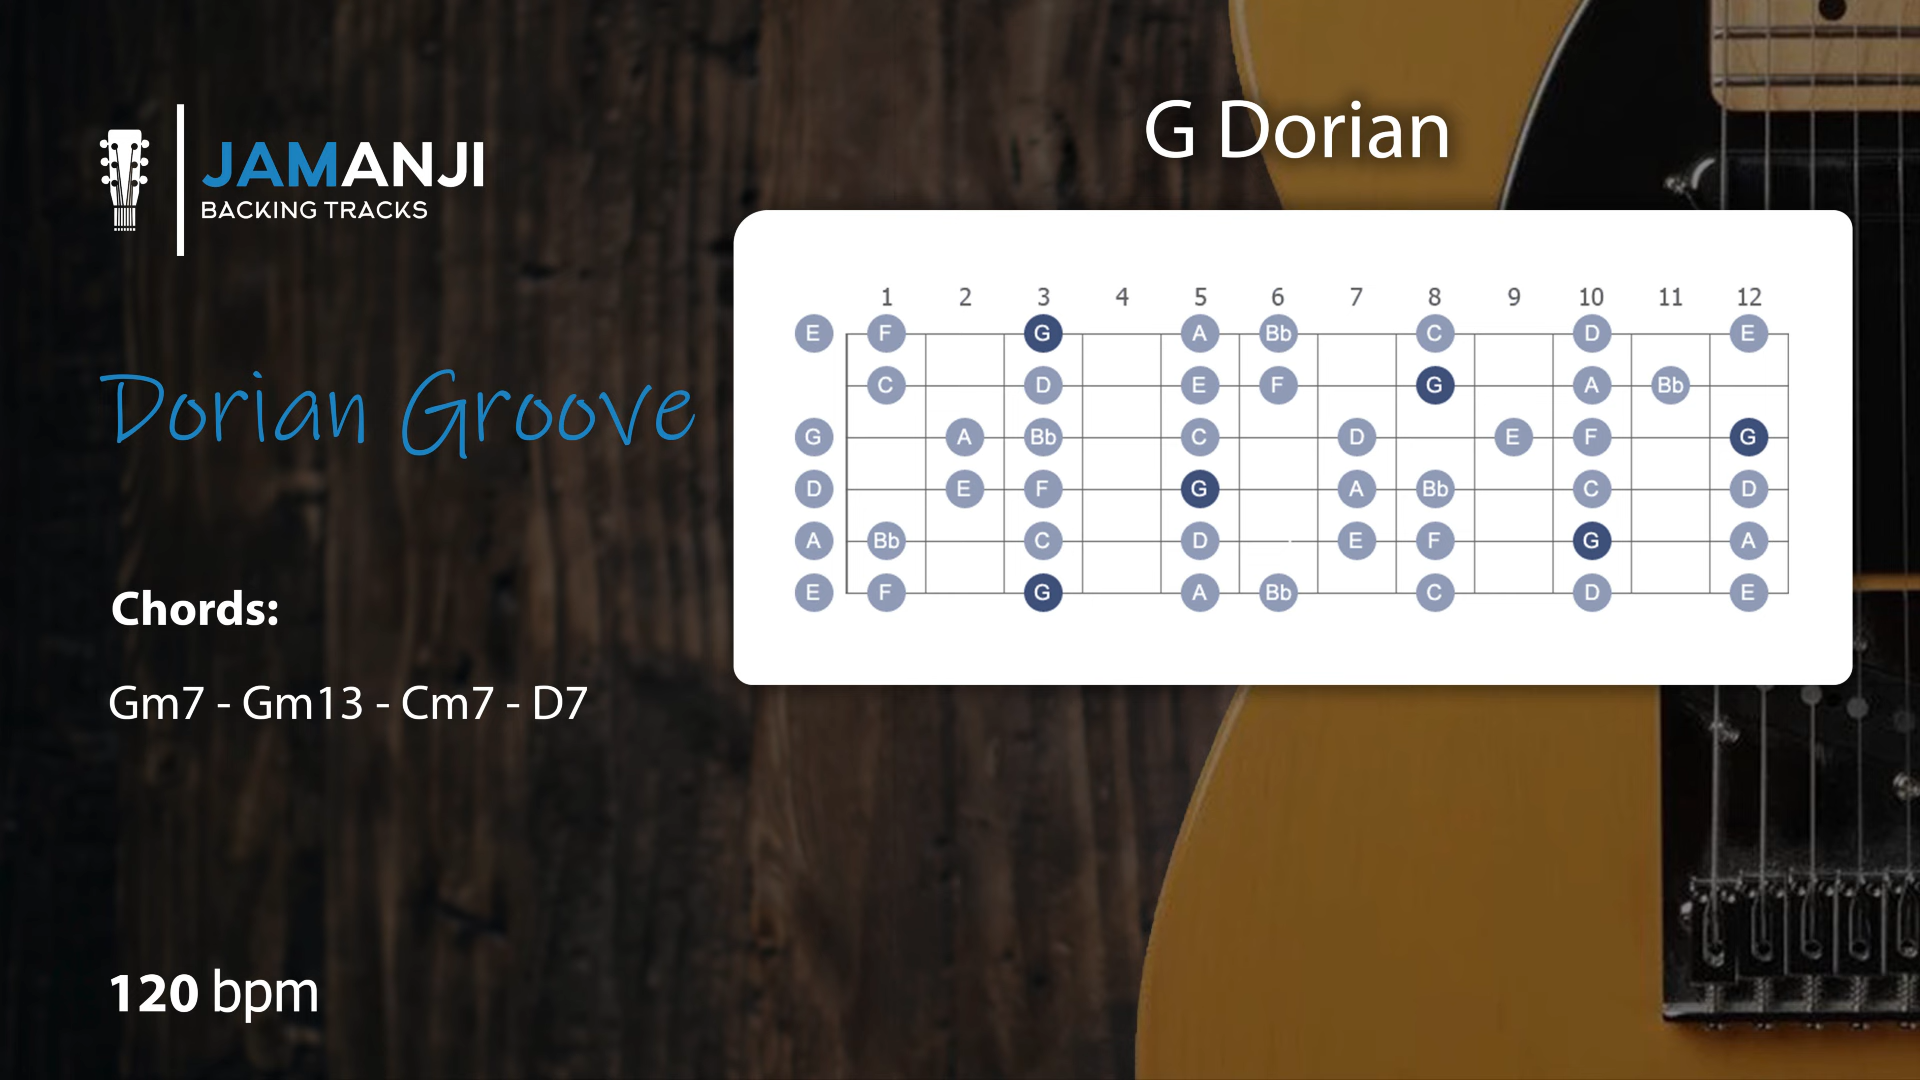 JAMANJI
BACKING TRACKS
G Dorian
Dorian Groove
1 2 3 4 5 6 7 8 9 10 11 12
E F G A Bb C D E
C D E F G A Bb
G A Bb C D E F G
D E F G A Bb C D
A Bb C D E F G A
E F G A Bb C D E
Chords:
Gm7 - Gm13 - Cm7 - D7
120 bpm